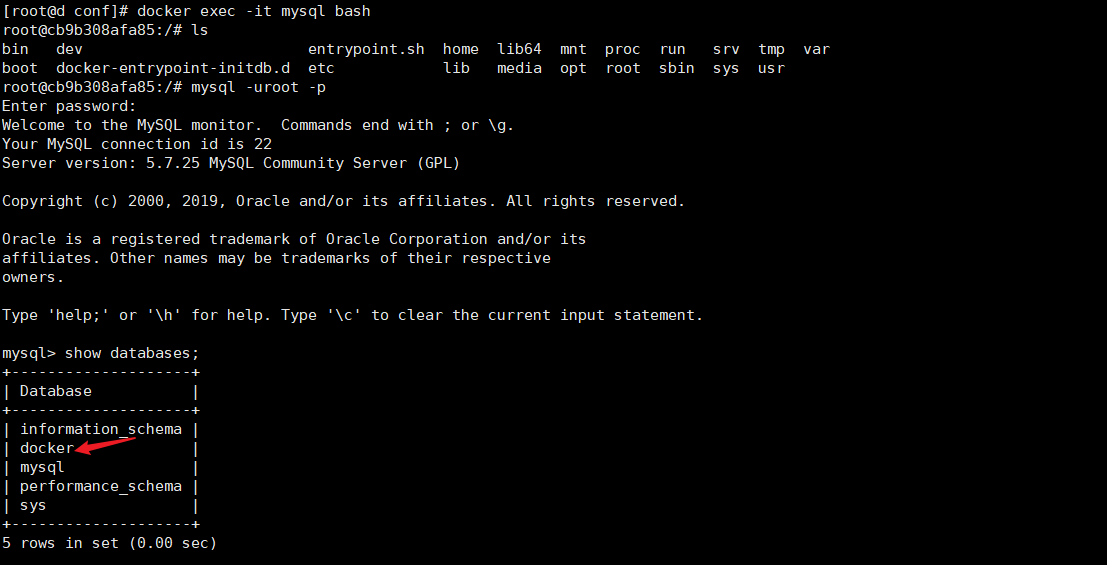 [root@d conf]# docker exec -it mysql bash
root@cb9b308afa85:/# ls
bin   dev                         entrypoint.sh  home  lib64  mnt  proc  run   srv  tmp  var
boot  docker-entrypoint-initdb.d  etc            lib   media  opt  root  sbin  sys  usr
root@cb9b308afa85:/# mysql -uroot -p
Enter password:
Welcome to the MySQL monitor.  Commands end with ; or \g.
Your MySQL connection id is 22
Server version: 5.7.25 MySQL Community Server (GPL)

Copyright (c) 2000, 2019, Oracle and/or its affiliates. All rights reserved.

Oracle is a registered trademark of Oracle Corporation and/or its
affiliates. Other names may be trademarks of their respective
owners.

Type 'help;' or '\h' for help. Type '\c' to clear the current input statement.

mysql> show databases;
+--------------------+
| Database           |
+--------------------+
| information_schema |
| docker             |
| mysql              |
| performance_schema |
| sys                |
+--------------------+
5 rows in set (0.00 sec)